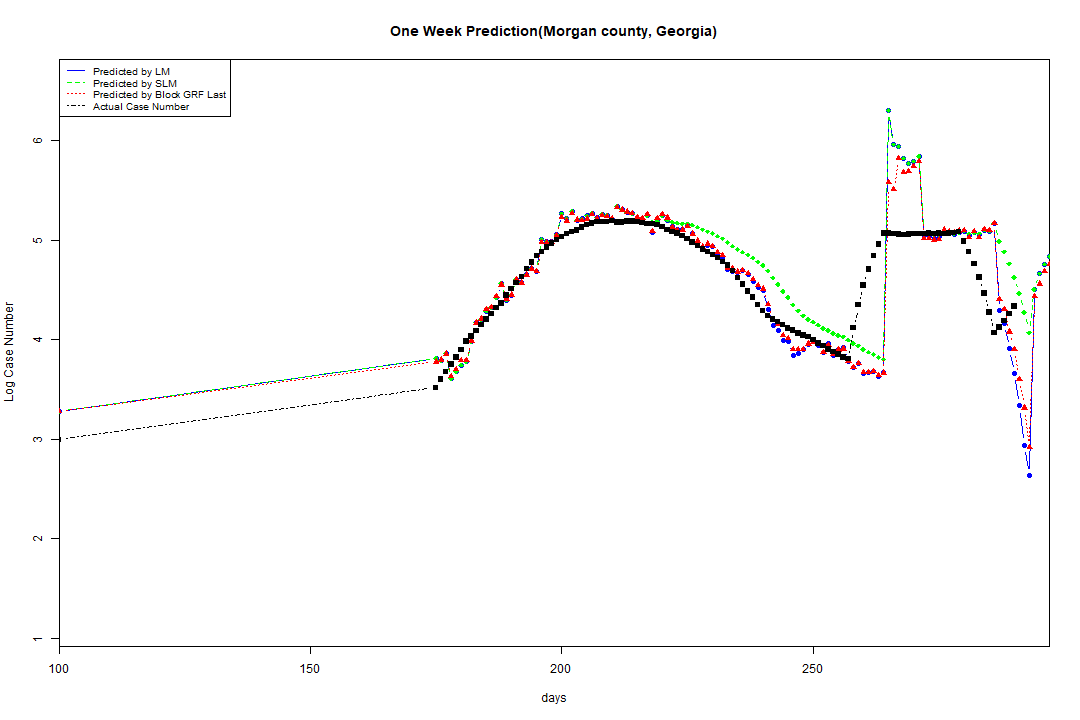 One Week Prediction(Morgan county, Georgia)
Predicted by LM
Predicted by SLM
Predicted by Block GRF Last
Actual Case Number
Log Case Number
6
5
4
3
2
1
100 150 200 250
days